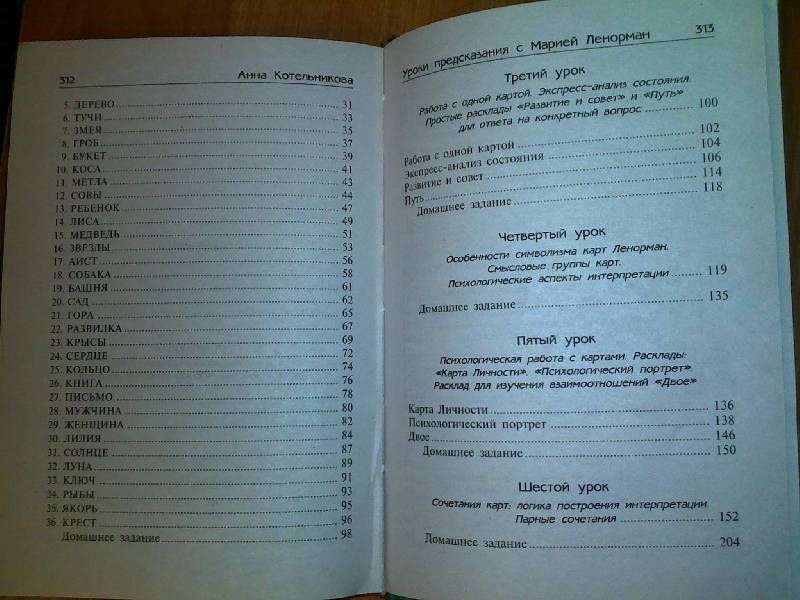 312 Анна Котельникова
5. ДЕРЕВО 31
6. ТУЧИ 33
7. ЗМЕЯ 35
8. ГРОБ 37
9. БУКЕТ 39
10. КОСА 41
11. МЕТЛА 43
12. СОВЫ 44
13. РЕБЕНОК 47
14. ЛИСА 49
15. МЕДВЕДЬ 51
16. ЗВЕЗДЫ 53
17. АИСТ 56
18. СОБАКА 58
19. БАШНЯ 61
20. САД 62
21. ГОРА 65
22. РАЗВИЛКА 67
23. КРЫСЫ 69
24. СЕРДЦЕ 72
25. КОЛЬЦО 74
26. КНИГА 76
27. ПИСЬМО 78
28. МУЖЧИНА 80
29. ЖЕНЩИНА 82
30. ЛИЛИЯ 84
31. СОЛНЦЕ 87
32. ЛУНА 89
33. КЛЮЧ 91
34. РЫБЫ 93
35. ЯКОРЬ 95
36. КРЕСТ 96
Домашнее задание 98
Уроки предсказания с Марией Ленорман 313
Третий урок
Работа с одной картой. Экспресс-анализ состояния.
Простые расклады «Развитие и совет» и «Путь»
для ответа на конкретный вопрос 100
Работа с одной картой 102
Экспресс-анализ состояния 104
Развитие и совет 106
Путь 114
Домашнее задание 118
Четвертый урок
Особенности символизма карт Ленорман.
Смысловые группы карт.
Психологические аспекты интерпретации 119
Домашнее задание 135
Пятый урок
Психологическая работа с картами. Расклады:
«Карта Личности», «Психологический портрет».
Расклад для изучения взаимоотношений «Двое»
Карта Личности 136
Психологический портрет 138
Двое 146
Домашнее задание 150
Шестой урок
Сочетания карт: логика построения интерпретации.
Парные сочетания 152
Домашнее задание 204